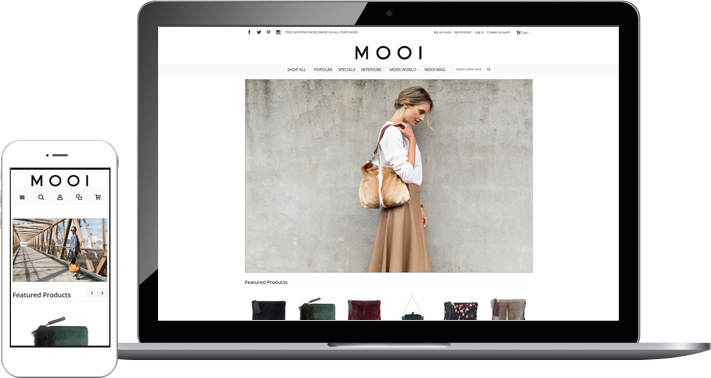 FREE SHIPPING WORLDWIDE ON ALL PURCHASES
My Account My Wishlist Log In Create Account Cart
MOOI
SHOP ALL POPULAR SPECIALS INTERIORS MOOI WORLD MOOI MAG Search entire store
Featured Products
MOOI
Featured Products